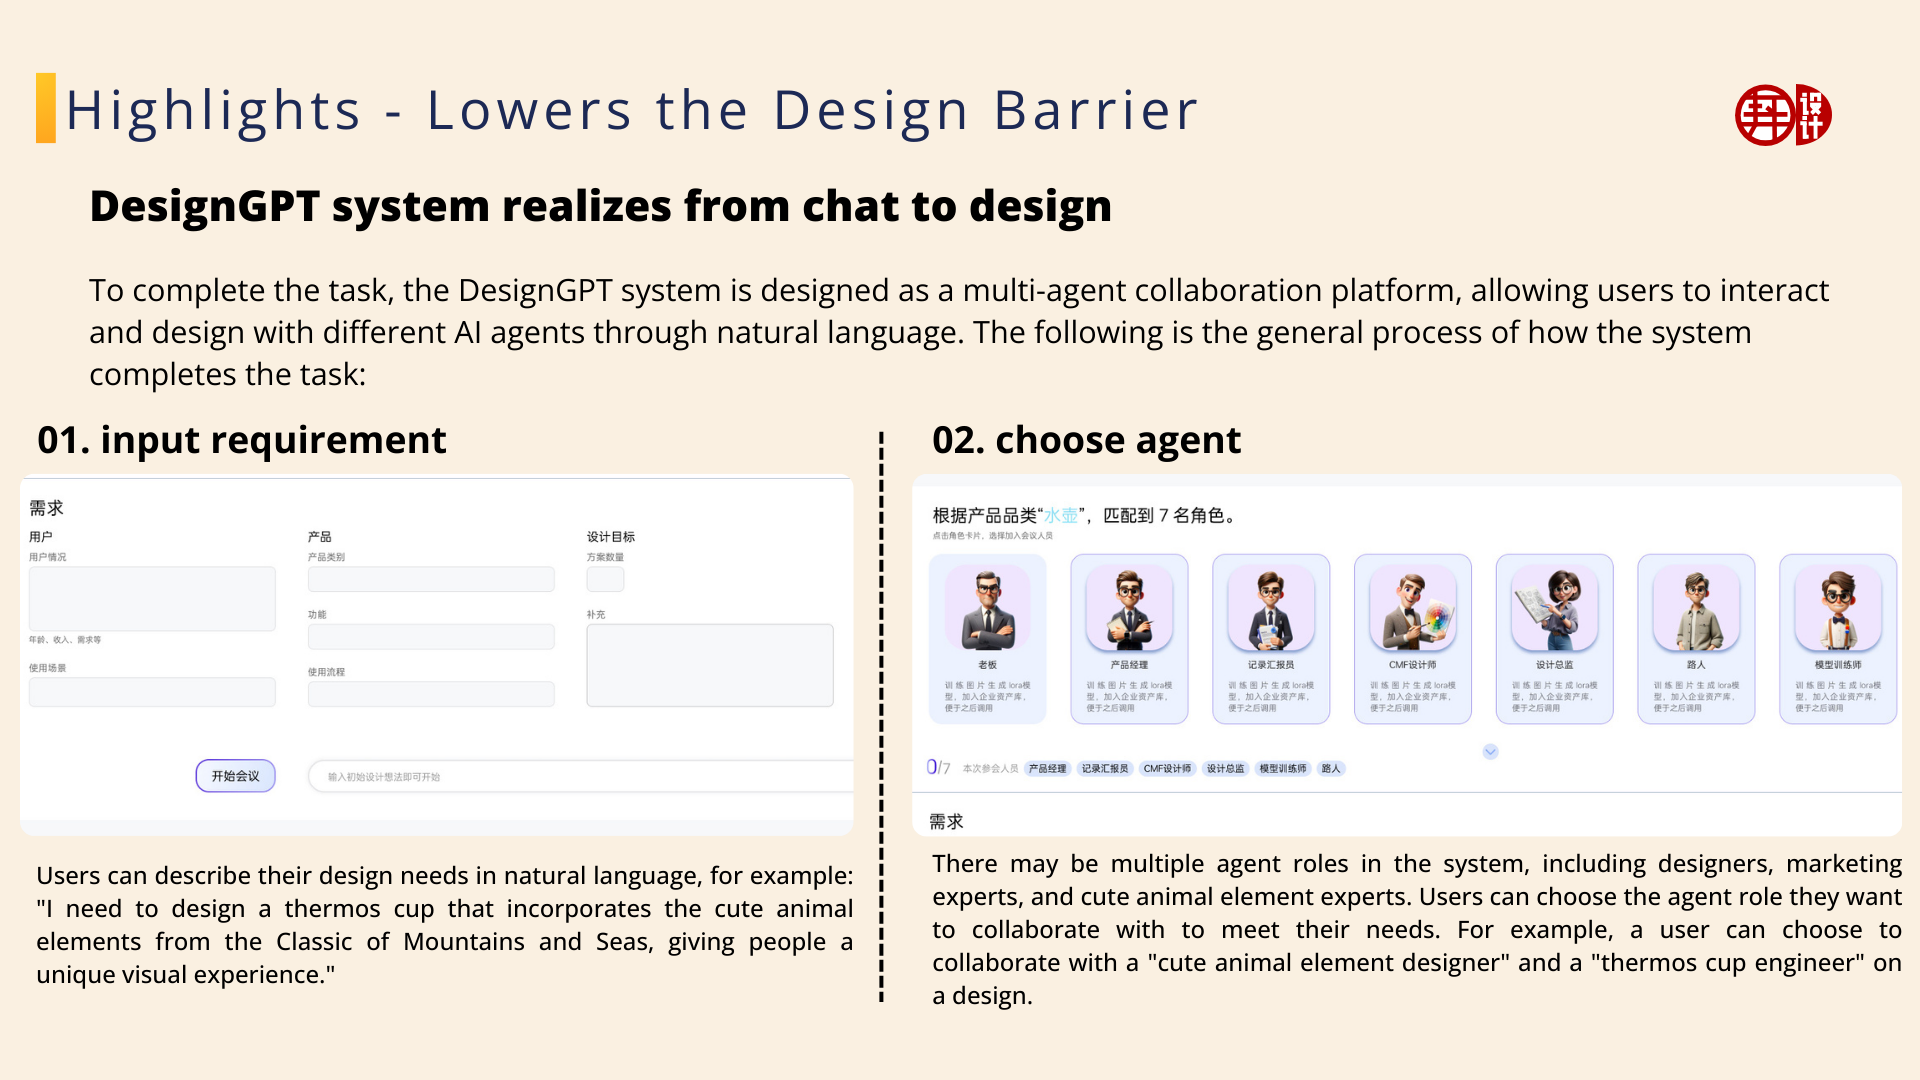 Highlights - Lowers the Design Barrier
设计
DesignGPT system realizes from chat to design
To complete the task, the DesignGPT system is designed as a multi-agent collaboration platform, allowing users to interact
and design with different AI agents through natural language. The following is the general process of how the system
completes the task:
01. input requirement
需求
用户
用户情况
年龄、收入、需求等
使用场景
产品
产品类别
功能
使用流程
设计目标
方案数量
补充
开始会议
输入初始设计想法即可开始
Users can describe their design needs in natural language, for example:
"I need to design a thermos cup that incorporates the cute animal
elements from the Classic of Mountains and Seas, giving people a
unique visual experience."
02. choose agent
根据产品品类“水壶”，匹配到 7 名角色。
点击角色卡片，选择加入会议人员
老板
训练图片生成lora模
型，加入企业资产库，
便于之后调用
产品经理
训练图片生成lora模
型，加入企业资产库，
便于之后调用
记录汇报员
训练图片生成lora模
型，加入企业资产库，
便于之后调用
CMF设计师
训练图片生成lora模
型，加入企业资产库，
便于之后调用
设计总监
训练图片生成lora模
型，加入企业资产库，
便于之后调用
路人
训练图片生成lora模
型，加入企业资产库，
便于之后调用
模型训练师
训练图片生成lora模
型，加入企业资产库，
便于之后调用
0/7 本次参会人员 产品经理 记录汇报员 CMF设计师 设计总监 模型训练师 路人
需求
There may be multiple agent roles in the system, including designers, marketing
experts, and cute animal element experts. Users can choose the agent role they want
to collaborate with to meet their needs. For example, a user can choose to
collaborate with a "cute animal element designer" and a "thermos cup engineer" on
a design.